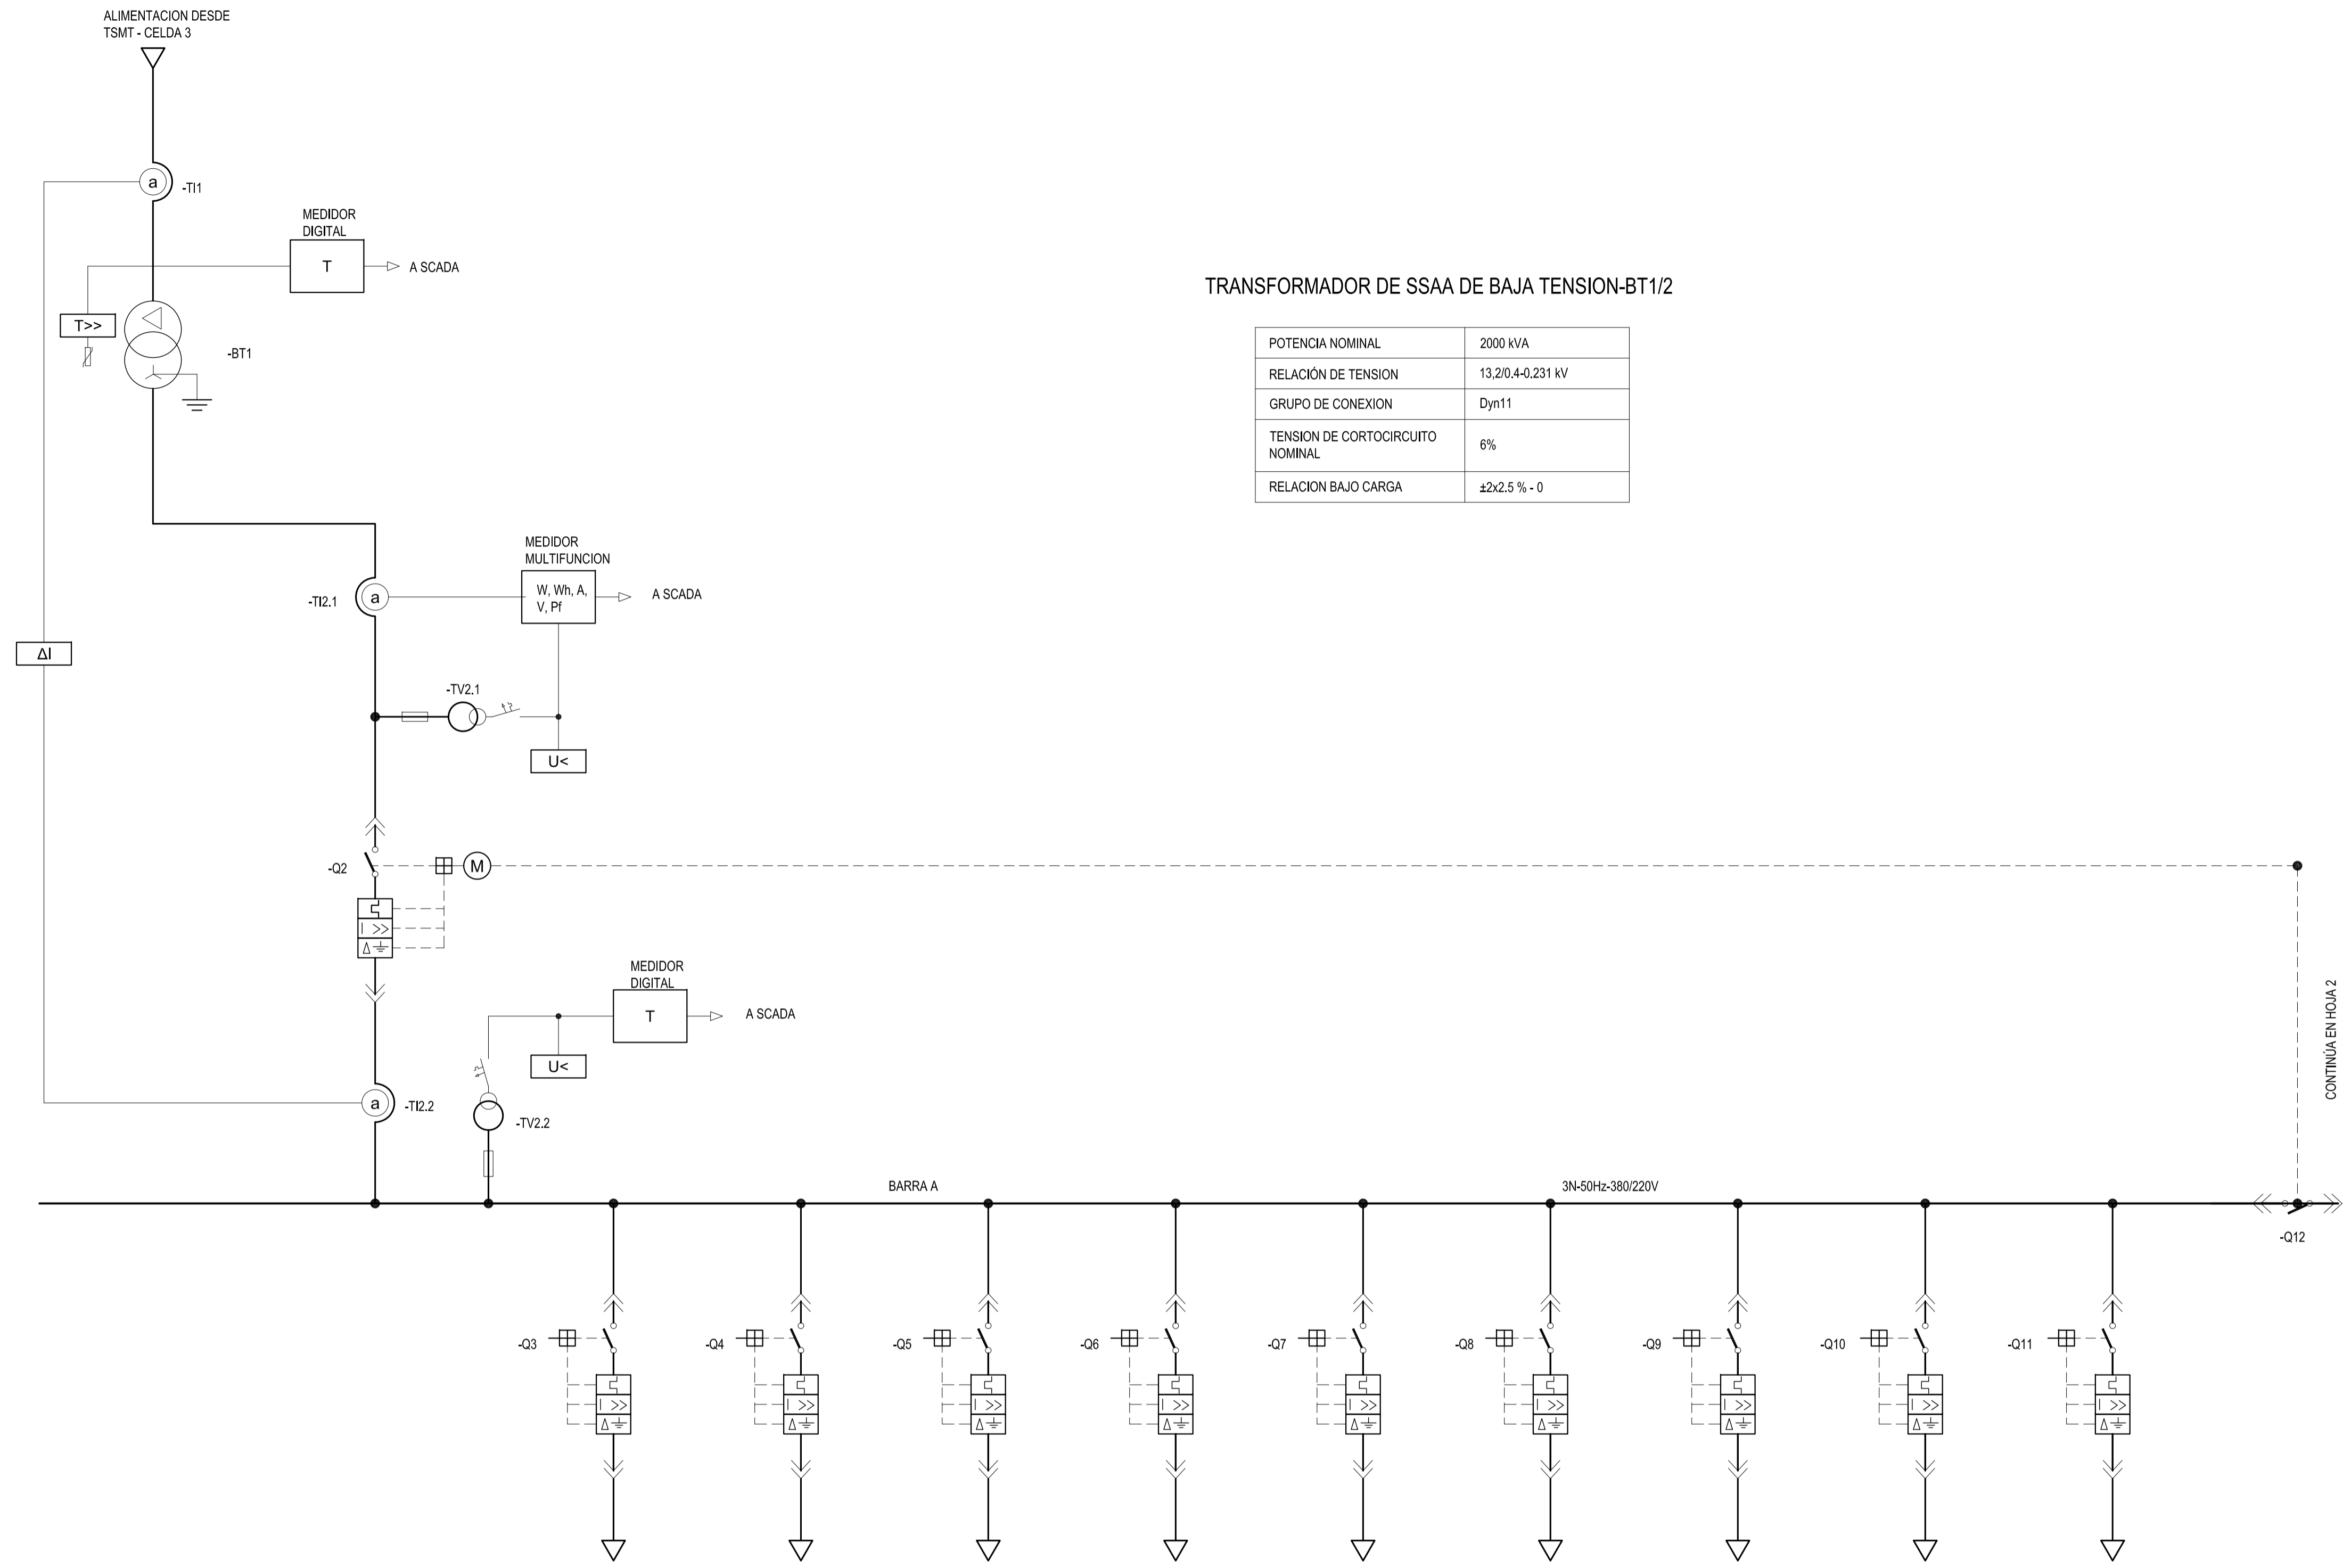 ALIMENTACION DESDE
TSMT - CELDA 3
a
-TI1
MEDIDOR
DIGITAL
T
A SCADA
T>>
-BT1
TRANSFORMADOR DE SSAA DE BAJA TENSION-BT1/2
POTENCIA NOMINAL 2000 kVA
RELACIÓN DE TENSION 13,2/0.4-0.231 kV
GRUPO DE CONEXION Dyn11
TENSION DE CORTOCIRCUITO
NOMINAL 6%
RELACION BAJO CARGA ±2x2.5 % - 0
MEDIDOR
MULTIFUNCION
W, Wh, A,
V, Pf
A SCADA
-TI2.1
a
ΔI
-TV2.1
U<
-Q2
M
I >>
Δ
MEDIDOR
DIGITAL
T
A SCADA
U<
a
-TI2.2
-TV2.2
CONTINÚA EN HOJA 2
BARRA A
3N-50Hz-380/220V
-Q12
-Q3
-Q4
-Q5
-Q6
-Q7
-Q8
-Q9
-Q10
-Q11
I >>
I >>
I >>
I >>
I >>
I >>
I >>
I >>
I >>
Δ
Δ
Δ
Δ
Δ
Δ
Δ
Δ
Δ